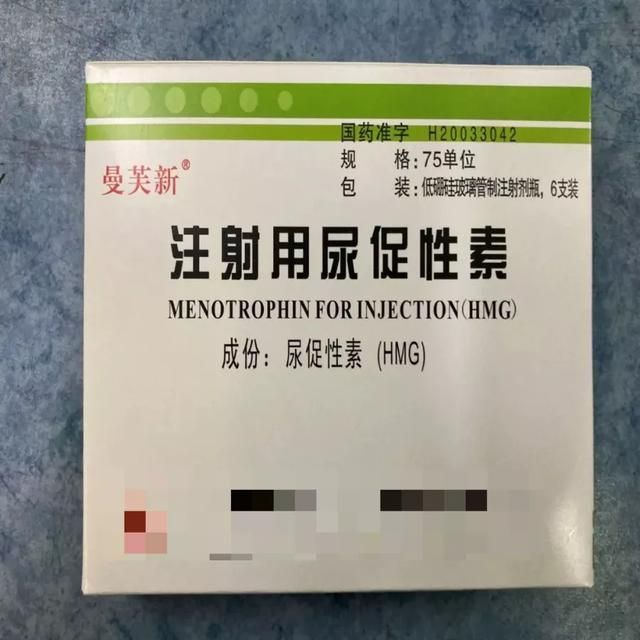 国药准字 H20033042
规 格:75单位
包 装:低硼硅玻璃管制注射剂瓶,6支装
曼芙新®
注射用尿促性素
MENOTROPHIN FOR INJECTION(HMG)
成份:尿促性素 (HMG)